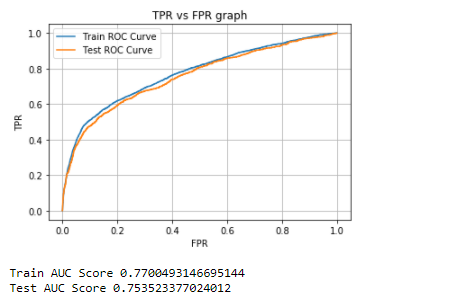 TPR vs FPR graph
Train ROC Curve
Test ROC Curve
1.0
0.8
0.6
0.4
0.2
0.0
TPR
0.0 0.2 0.4 0.6 0.8 1.0
FPR
Train AUC Score 0.7700493146695144
Test AUC Score 0.753523377024012